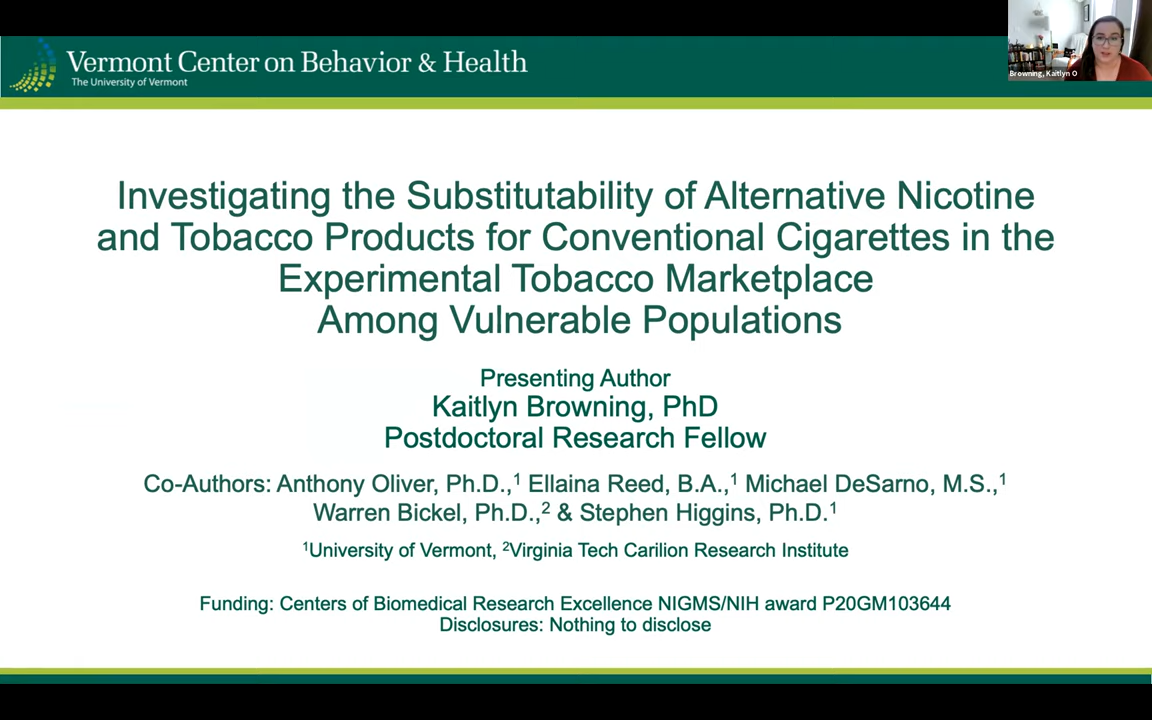 Vermont Center on Behavior & Health
The University of Vermont
Browning, Kaitlyn O
Investigating the Substitutability of Alternative Nicotine
and Tobacco Products for Conventional Cigarettes in the
Experimental Tobacco Marketplace
Among Vulnerable Populations
Presenting Author
Kaitlyn Browning, PhD
Postdoctoral Research Fellow
Co-Authors: Anthony Oliver, Ph.D.,¹ Ellaina Reed, B.A.,¹ Michael DeSarno, M.S.,¹
Warren Bickel, Ph.D.,² & Stephen Higgins, Ph.D.¹
¹University of Vermont, ²Virginia Tech Carilion Research Institute
Funding: Centers of Biomedical Research Excellence NIGMS/NIH award P20GM103644
Disclosures: Nothing to disclose